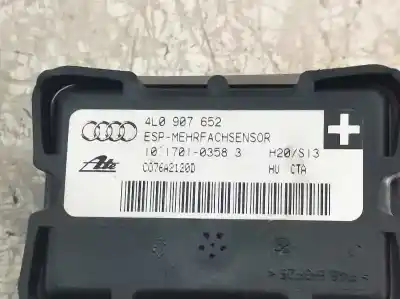 4L0 907 652
ESP-MEHRFACHSENSOR
10.1701-0358 3 H20/S13
Ate C076A2120D HU CTA